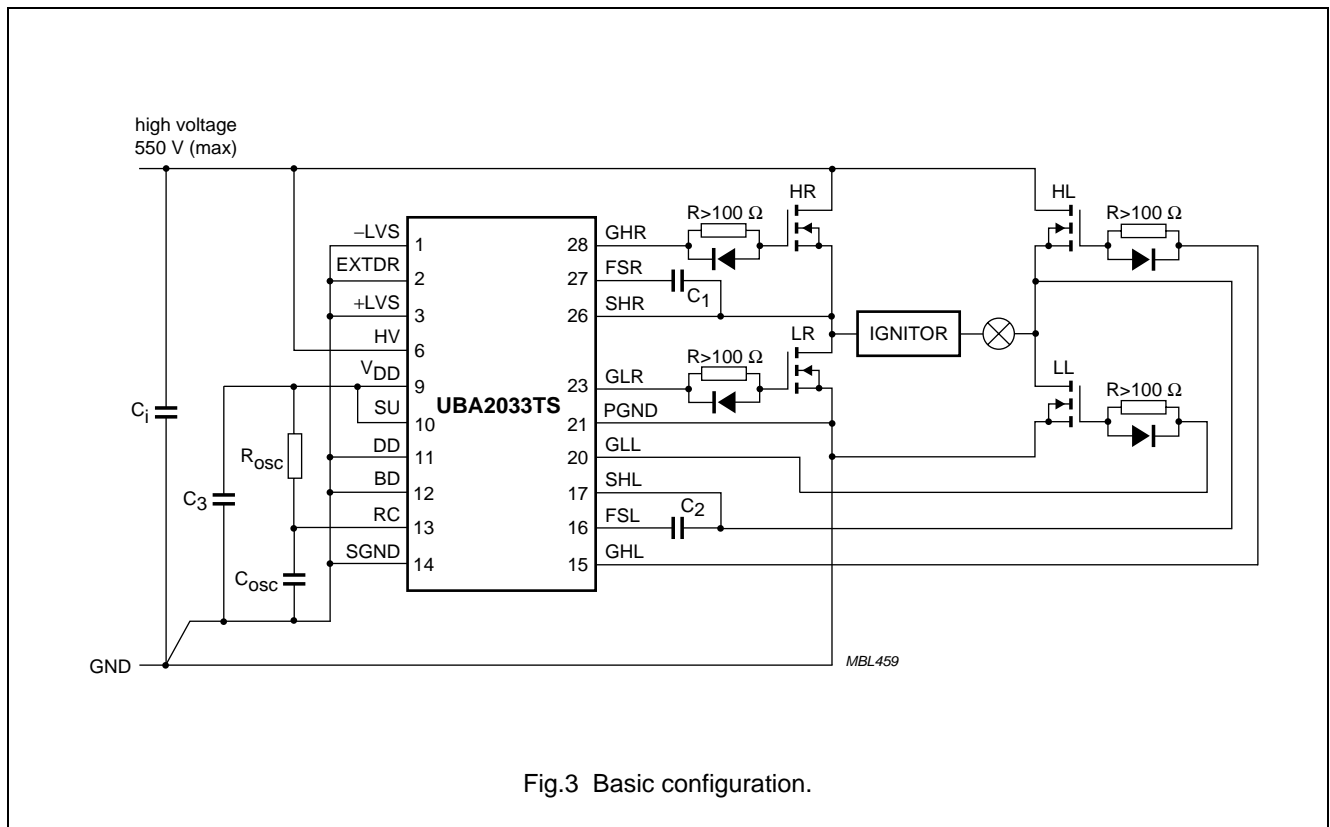 high voltage
550 V (max)
HR
HL
R>100 Ω
R>100 Ω
−LVS
1
28
GHR
EXTDR
2
27
FSR
C1
+LVS
3
26
SHR
HV
6
IGNITOR
LR
R>100 Ω
LL
R>100 Ω
VDD
9
23
GLR
SU
10
UBA2033TS
21
PGND
Ci
Rosc
DD
11
20
GLL
C3
BD
12
17
SHL
C2
RC
13
16
FSL
SGND
14
15
GHL
Cosc
GND
MBL459
Fig.3 Basic configuration.